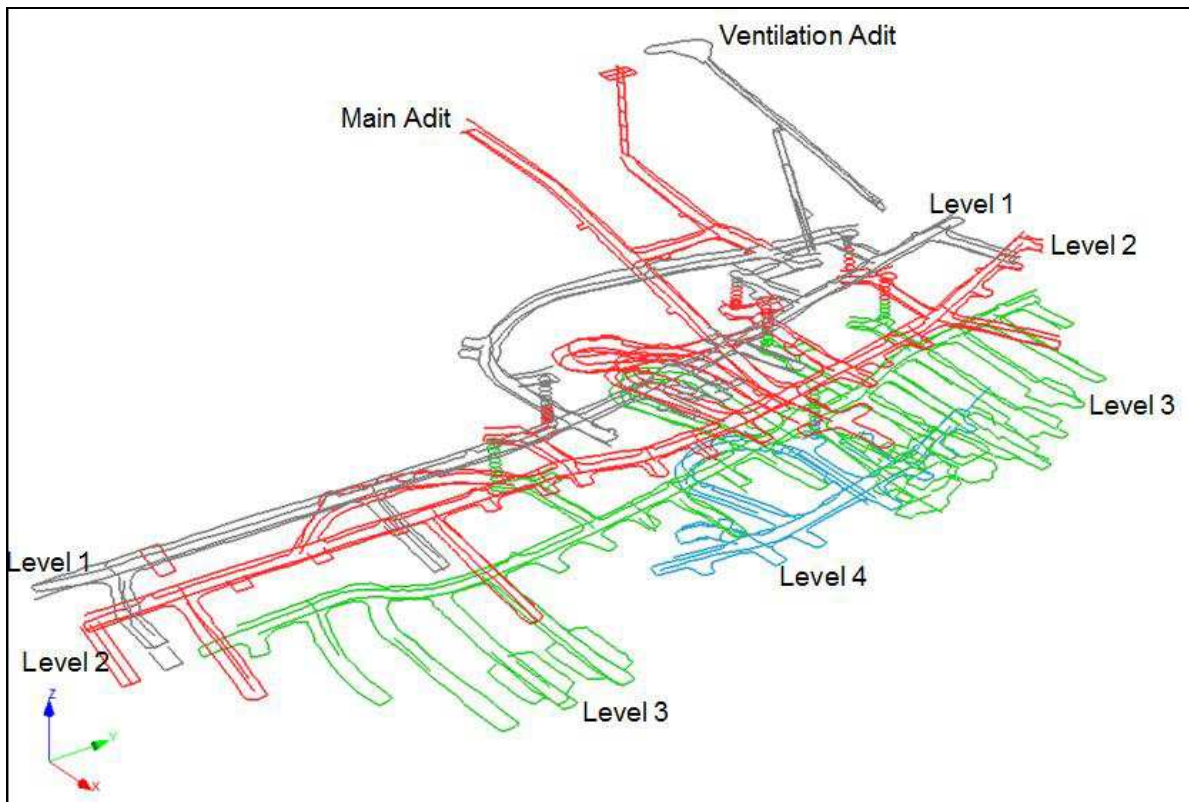 Ventilation Adit
Main Adit
Level 1
Level 2
Level 3
Level 1
Level 4
Level 2
Level 3
Z
Y
X